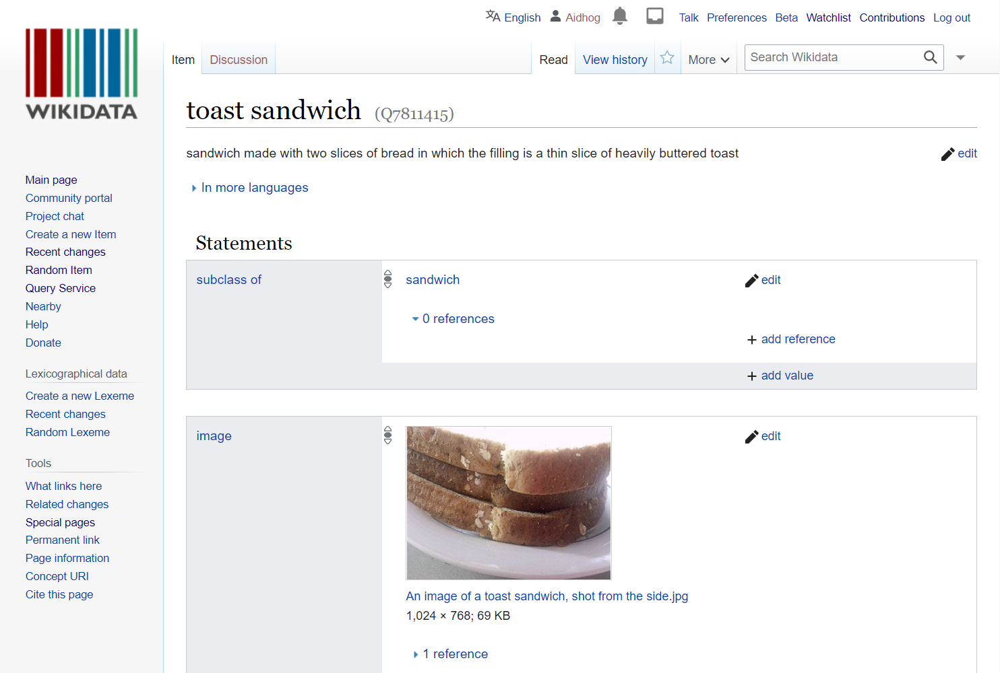 English Aidhog Talk Preferences Beta Watchlist Contributions Log out
WIKIDATA
Item Discussion Read View history More Search Wikidata
toast sandwich (Q7811415)
sandwich made with two slices of bread in which the filling is a thin slice of heavily buttered toast edit
In more languages
Main page
Community portal
Project chat
Create a new Item
Recent changes
Random Item
Query Service
Nearby
Help
Donate
Lexicographical data
Create a new Lexeme
Recent changes
Random Lexeme
Tools
What links here
Related changes
Special pages
Permanent link
Page information
Concept URI
Cite this page
Statements
subclass of sandwich edit
0 references
+ add reference
+ add value
image edit
An image of a toast sandwich, shot from the side.jpg
1,024 × 768; 69 KB
1 reference